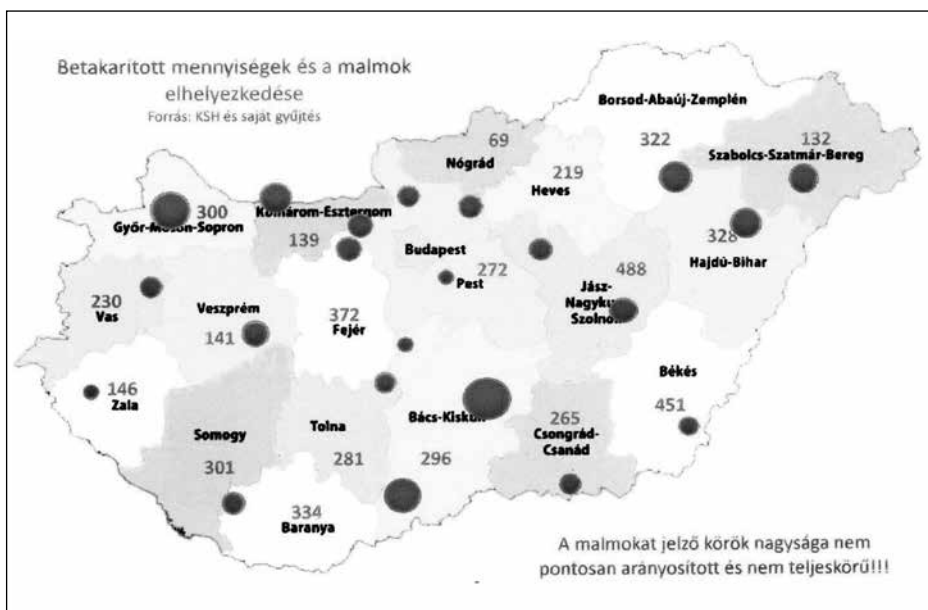 Betakarított mennyiségek és a malmok
elhelyezkedése
Forrás: KSH és saját gyűjtés
Borsod-Abaúj-Zemplén
322
132
Szabolcs-Szatmár-Bereg
69
Nógrád
219
Heves
300
Győr-Moson-Sopron
Komárom-Esztergom
139
Budapest
272
Pest
328
Hajdú-Bihar
488
Jász-
Nagykun
Szolnok
230
Vas
Veszprém
141
372
Fejér
146
Zala
Békés
451
Bács-Kiskun
296
265
Csongrád-
Csanád
Somogy
301
Tolna
281
334
Baranya
A malmokat jelző körök nagysága nem
pontosan arányosított és nem teljeskörű!!!